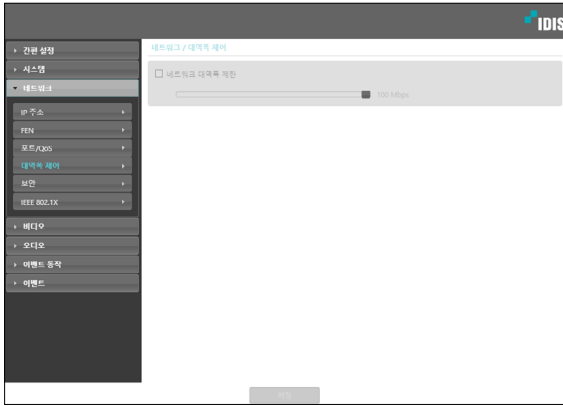 IDIS
간편 설정
네트워크 / 대역폭 제어
시스템
네트워크 대역폭 제한
네트워크
100 Mbps
IP 주소
FEN
포트/QoS
대역폭 제어
보안
IEEE 802.1X
비디오
오디오
이벤트 동작
이벤트
저장